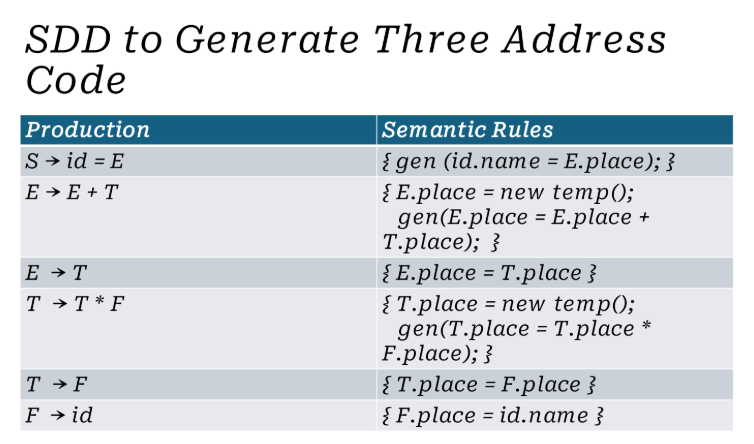 SDD to Generate Three Address
Code
Production
Semantic Rules
S → id = E
{ gen (id.name = E.place); }
E → E + T
{ E.place = new temp();
gen(E.place = E.place +
T.place); }
E → T
{ E.place = T.place }
T → T * F
{ T.place = new temp();
gen(T.place = T.place *
F.place); }
T → F
{ T.place = F.place }
F → id
{ F.place = id.name }